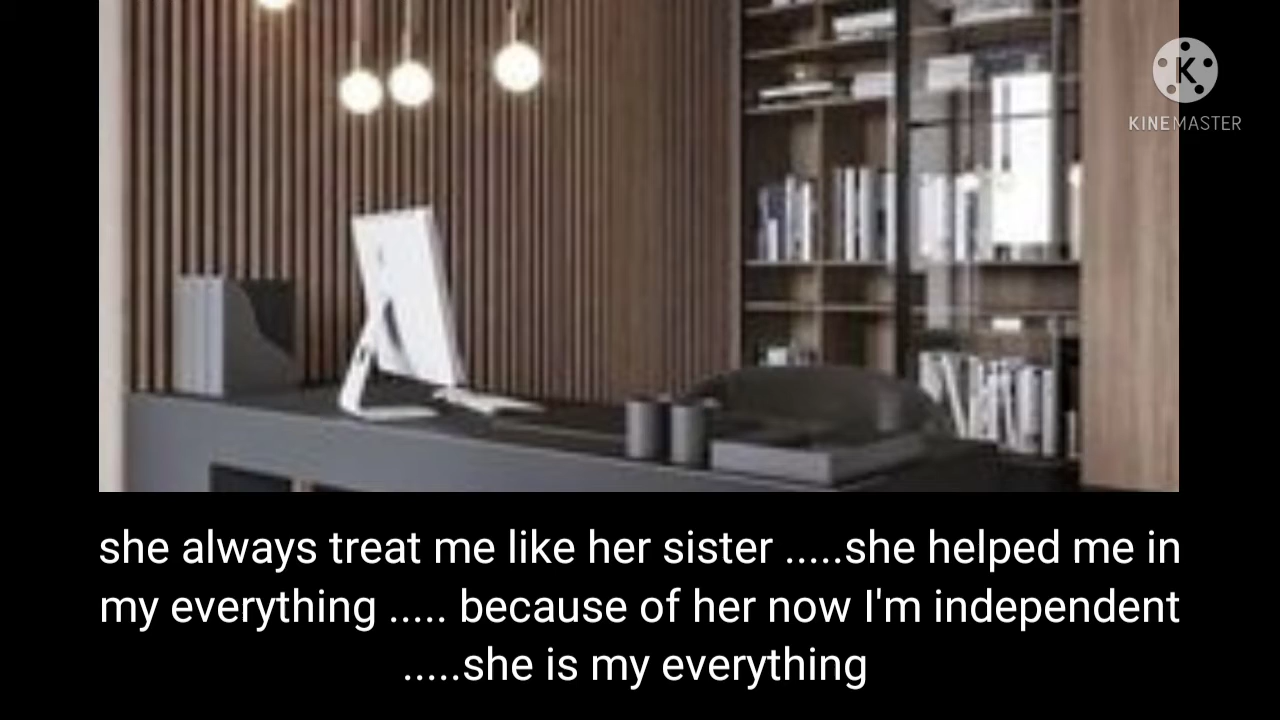 K
KINEMASTER
she always treat me like her sister .....she helped me in
my everything ..... because of her now I'm independent
.....she is my everything